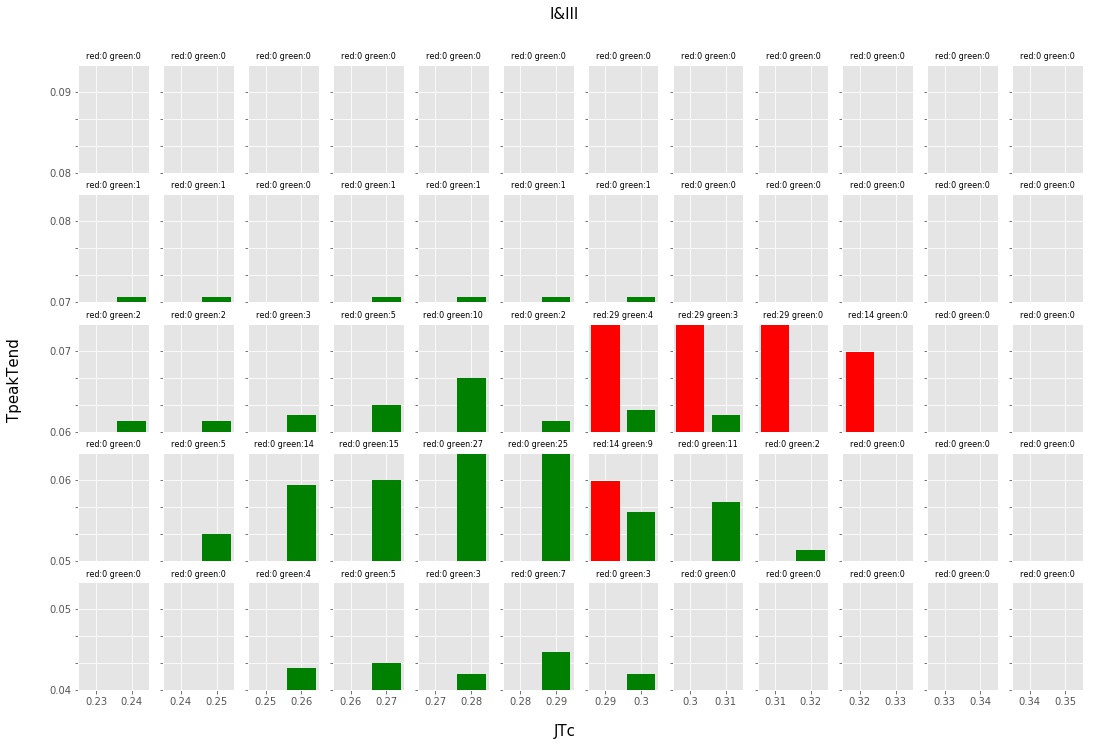 I&III
red:0 green:0 red:0 green:0 red:0 green:0 red:0 green:0 red:0 green:0 red:0 green:0 red:0 green:0 red:0 green:0 red:0 green:0 red:0 green:0 red:0 green:0 red:0 green:0
0.09
0.08
red:0 green:1 red:0 green:1 red:0 green:0 red:0 green:1 red:0 green:1 red:0 green:1 red:0 green:1 red:0 green:0 red:0 green:0 red:0 green:0 red:0 green:0 red:0 green:0
0.08
0.07
red:0 green:2 red:0 green:2 red:0 green:3 red:0 green:5 red:0 green:10 red:0 green:2 red:29 green:4 red:29 green:3 red:29 green:0 red:14 green:0 red:0 green:0 red:0 green:0
0.07
TpeakTend
0.06
red:0 green:0 red:0 green:5 red:0 green:14 red:0 green:15 red:0 green:27 red:0 green:25 red:14 green:9 red:0 green:11 red:0 green:2 red:0 green:0 red:0 green:0 red:0 green:0
0.06
0.05
red:0 green:0 red:0 green:0 red:0 green:4 red:0 green:5 red:0 green:3 red:0 green:7 red:0 green:3 red:0 green:0 red:0 green:0 red:0 green:0 red:0 green:0 red:0 green:0
0.05
0.04
0.23 0.24 0.24 0.25 0.25 0.26 0.26 0.27 0.27 0.28 0.28 0.29 0.29 0.3 0.3 0.31 0.31 0.32 0.32 0.33 0.33 0.34 0.34 0.35
JTc